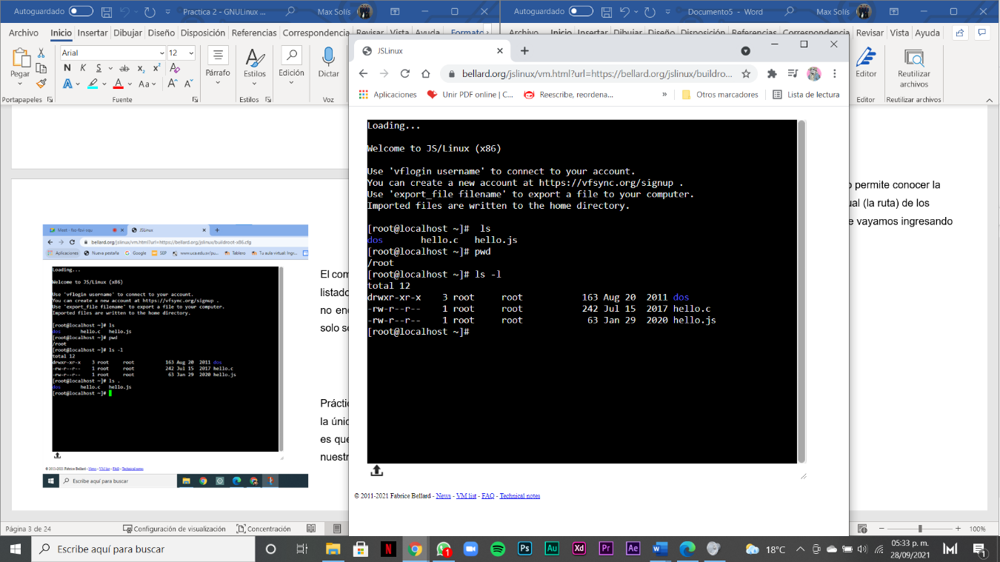 Autoguardado Practica 2 - GNULinux ... Max Solís
Archivo Inicio Insertar Dibujar Diseño Disposición Referencias Correspondencia Revisar Vista Ayuda Formato
Pegar
Arial 12
N K S ab x₂ x²
A A Aa A A
Párrafo Estilos Edición Dictar
Portapapeles Fuente Estilos Voz
Autoguardado Documento5 - Word Max Solís
Archivo Inicio Insertar Dibujar Diseño Disposición Referencias Correspondencia Revisar Vista Ayuda
Editor Reutilizar archivos
Editor Reutilizar archivos
Meet - fso-fsvi-squ JSLinux
bellard.org/jslinux/vm.html?url=https://bellard.org/jslinux/buildroot-x86.cfg
Aplicaciones Nueva pestaña Google SEP www.uca.edu.sv/pu... Tablero Tu aula virtual: Ingr...
Loading...
Welcome to JS/Linux (x86)
Use 'vflogin username' to connect to your account.
You can create a new account at https://vfsync.org/signup .
Use 'export_file filename' to export a file to your computer.
Imported files are written to the home directory.
[root@localhost ~]# ls
dos hello.c hello.js
[root@localhost ~]# pwd
/root
[root@localhost ~]# ls -l
total 12
drwxr-xr-x 3 root root 163 Aug 20 2011 dos
-rw-r--r-- 1 root root 242 Jul 15 2017 hello.c
-rw-r--r-- 1 root root 63 Jan 29 2020 hello.js
[root@localhost ~]# ls .
dos hello.c hello.js
[root@localhost ~]#
© 2011-2021 Fabrice Bellard - News - VM list - FAQ - Technical notes
Escribe aquí para buscar
El com
listado
no en
solo s
Práctic
la únic
es que
nuestr
JSLinux
bellard.org/jslinux/vm.html?url=https://bellard.org/jslinux/buildro...
Aplicaciones Unir PDF online | C... Reescribe, reordena... » Otros marcadores Lista de lectura
Loading...
Welcome to JS/Linux (x86)
Use 'vflogin username' to connect to your account.
You can create a new account at https://vfsync.org/signup .
Use 'export_file filename' to export a file to your computer.
Imported files are written to the home directory.
[root@localhost ~]#  ls
dos hello.c hello.js
[root@localhost ~]# pwd
/root
[root@localhost ~]# ls -l
total 12
drwxr-xr-x 3 root root 163 Aug 20 2011 dos
-rw-r--r-- 1 root root 242 Jul 15 2017 hello.c
-rw-r--r-- 1 root root 63 Jan 29 2020 hello.js
[root@localhost ~]#
© 2011-2021 Fabrice Bellard - News - VM list - FAQ - Technical notes
o permite conocer la
ual (la ruta) de los
e vayamos ingresando
Página 3 de 24 Configuración de visualización Concentración 100%
Escribe aquí para buscar
N 1 Ps Au Xd Pr Ae
18°C
05:33 p. m.
28/09/2021
1